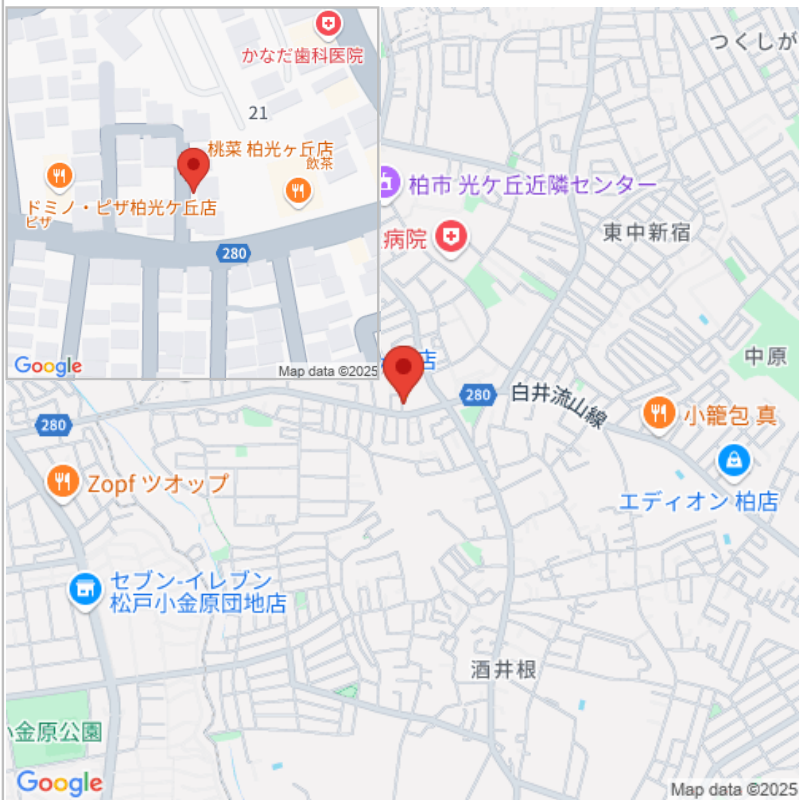 かなだ歯科医院
21
桃菜 柏光ヶ丘店
飲茶
ドミノ・ピザ柏光ケ丘店
ピザ
280
Google
Map data ©2025
つくしが
柏市 光ケ丘近隣センター
病院
東中新宿
中原
店
280
白井流山線
小籠包 真
280
Zopf ツオップ
エディオン 柏店
セブン-イレブン
松戸小金原団地店
酒井根
小金原公園
Google
Map data ©2025